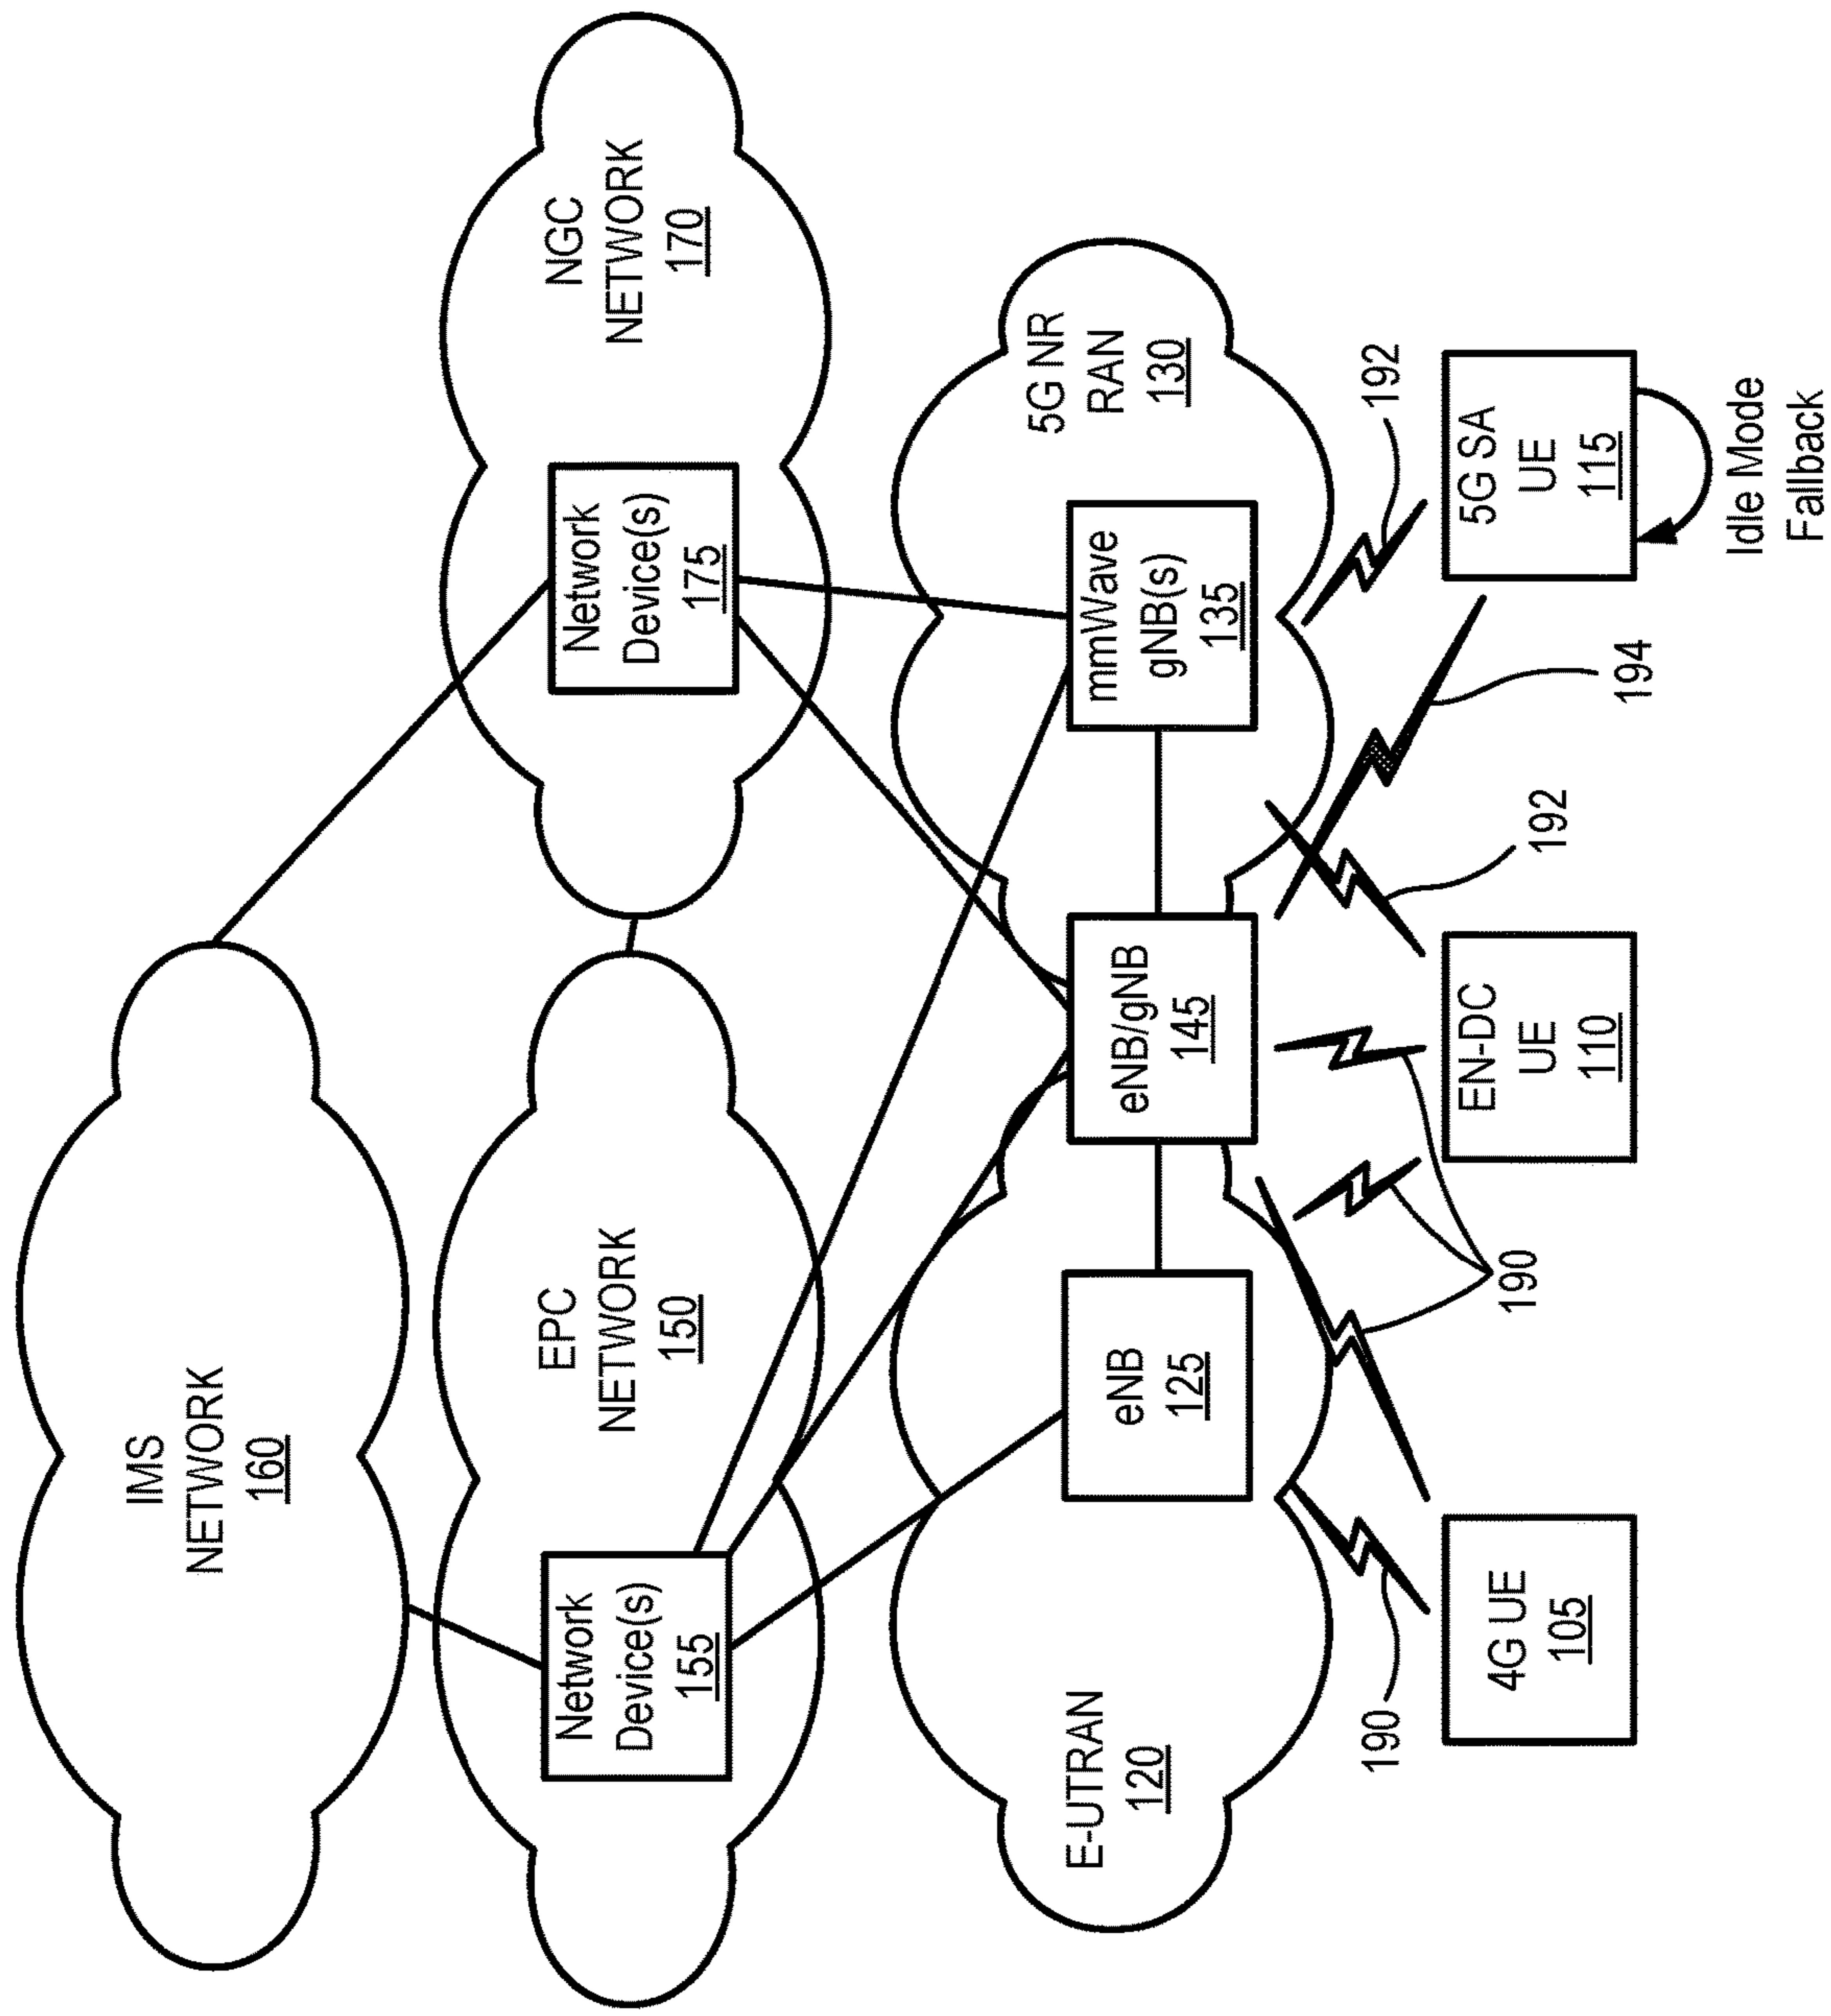 IMS
NETWORK
160
EPC
NETWORK
150
Network
Device(s)
155
NGC
NETWORK
170
Network
Device(s)
175
E-UTRAN
120
eNB
125
eNB/gNB
145
5G NR
RAN
130
mmWave
gNB(s)
135
190
190
192
194
192
4G UE
105
EN-DC
UE
110
5G SA
UE
115
Idle Mode
Fallback